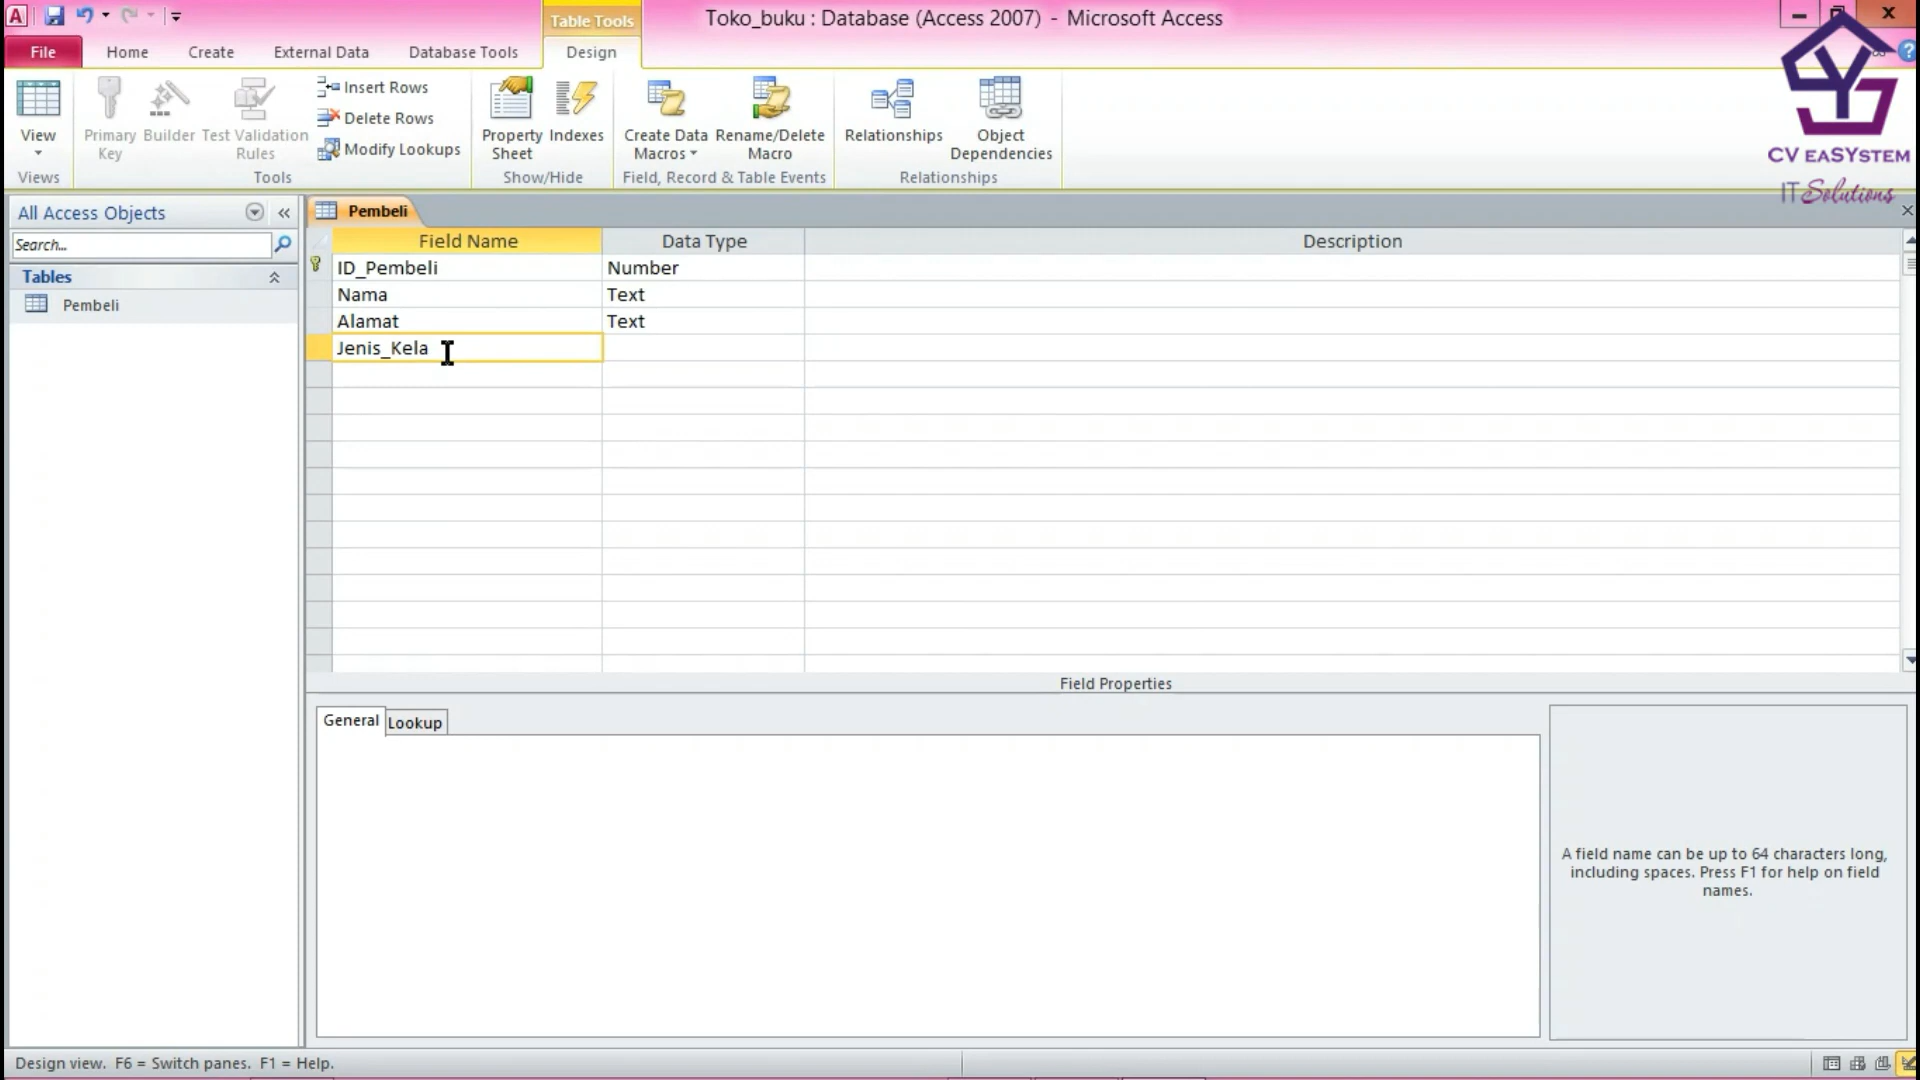 Toko_buku : Database (Access 2007) - Microsoft Access
Table Tools
File
Home
Create
External Data
Database Tools
Design
View
Primary Key
Builder
Test Validation Rules
Insert Rows
Delete Rows
Modify Lookups
Property Sheet
Indexes
Create Data Macros
Rename/Delete Macro
Relationships
Object Dependencies
Views
Tools
Show/Hide
Field, Record & Table Events
Relationships
CV eaSYstem
IT Solutions
All Access Objects
Search...
Tables
Pembeli
Pembeli
Field Name
Data Type
Description
ID_Pembeli
Number
Nama
Text
Alamat
Text
Jenis_Kela
Field Properties
General
Lookup
A field name can be up to 64 characters long,
including spaces. Press F1 for help on field
names.
Design view. F6 = Switch panes. F1 = Help.